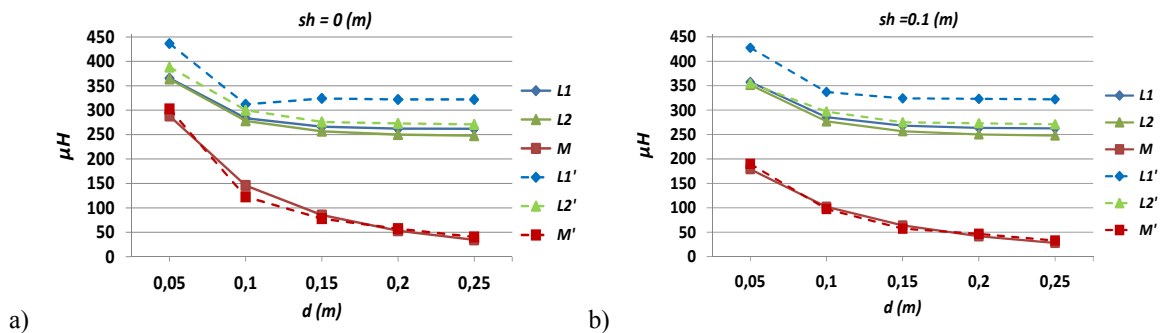 sh = 0 (m)
450
400
350
300
250
200
150
100
50
0
μH
0,05 0,1 0,15 0,2 0,25
d (m)
L1
L2
M
L1'
L2'
M'
a)
sh =0.1 (m)
450
400
350
300
250
200
150
100
50
0
μH
0,05 0,1 0,15 0,2 0,25
d (m)
L1
L2
M
L1'
L2'
M'
b)